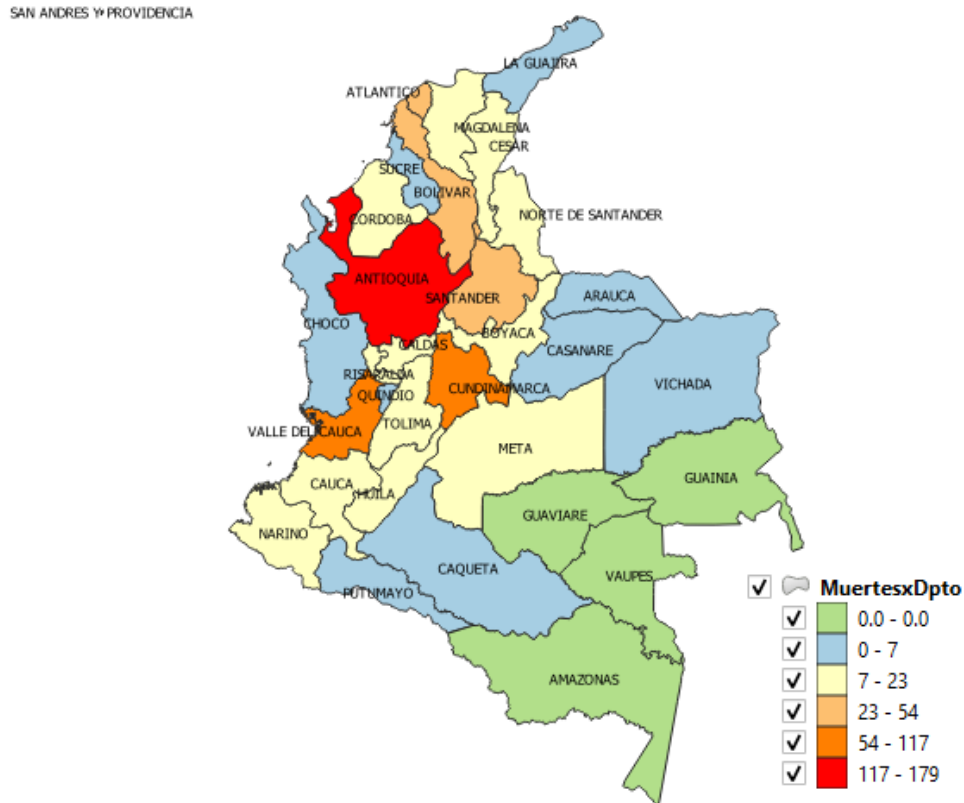 SAN ANDRES Y PROVIDENCIA
LA GUAJIRA
ATLANTICO
MAGDALENA
CESAR
SUCRE
BOLIVAR
CORDOBA
NORTE DE SANTANDER
ANTIOQUIA
SANTANDER
ARAUCA
CHOCO
BOYACA
CALDAS
CASANARE
RISARALDA
CUNDINAMARCA
VICHADA
QUINDIO
TOLIMA
VALLE DEL CAUCA
META
CAUCA
HUILA
GUAINIA
GUAVIARE
NARINO
CAQUETA
VAUPES
PUTUMAYO
AMAZONAS
MuertesxDpto
0.0 - 0.0
0 - 7
7 - 23
23 - 54
54 - 117
117 - 179